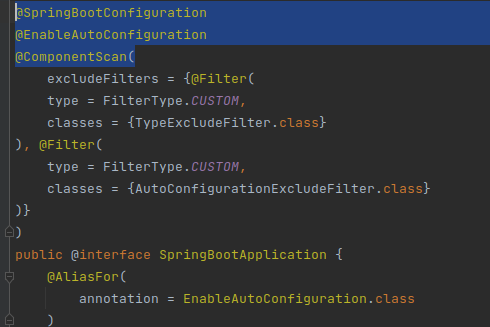 @SpringBootConfiguration
@EnableAutoConfiguration
@ComponentScan(
    excludeFilters = {@Filter(
    type = FilterType.CUSTOM,
    classes = {TypeExcludeFilter.class}
), @Filter(
    type = FilterType.CUSTOM,
    classes = {AutoConfigurationExcludeFilter.class}
)}
)
public @interface SpringBootApplication {
    @AliasFor(
        annotation = EnableAutoConfiguration.class
    )